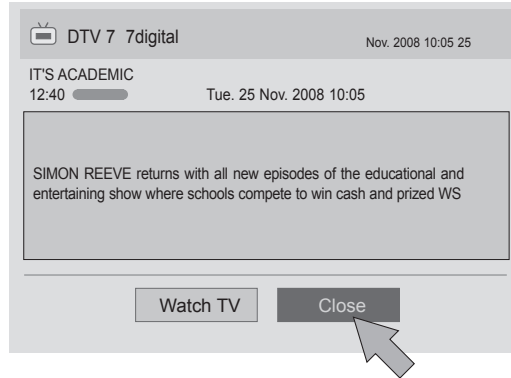 DTV 7 7digital
Nov. 2008 10:05 25
IT'S ACADEMIC
12:40 Tue. 25 Nov. 2008 10:05
SIMON REEVE returns with all new episodes of the educational and
entertaining show where schools compete to win cash and prized WS
Watch TV Close